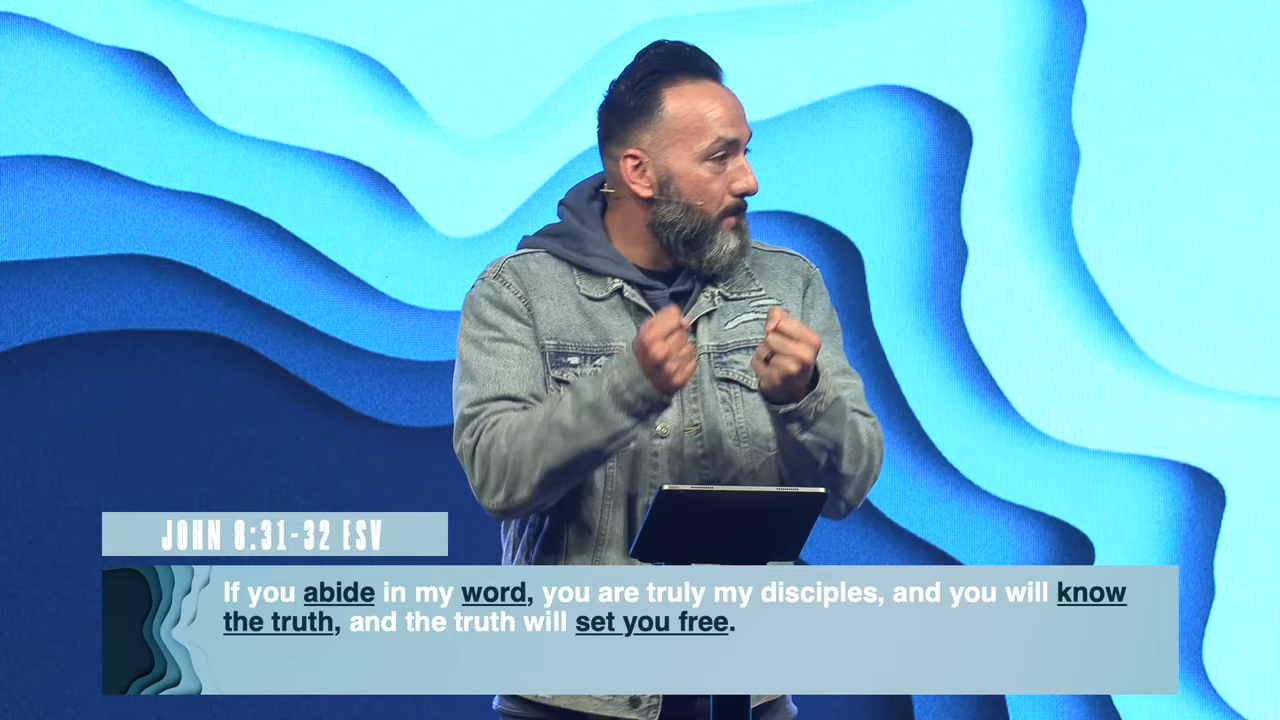 JOHN 8:31-32 ESV
If you abide in my word, you are truly my disciples, and you will know
the truth, and the truth will set you free.